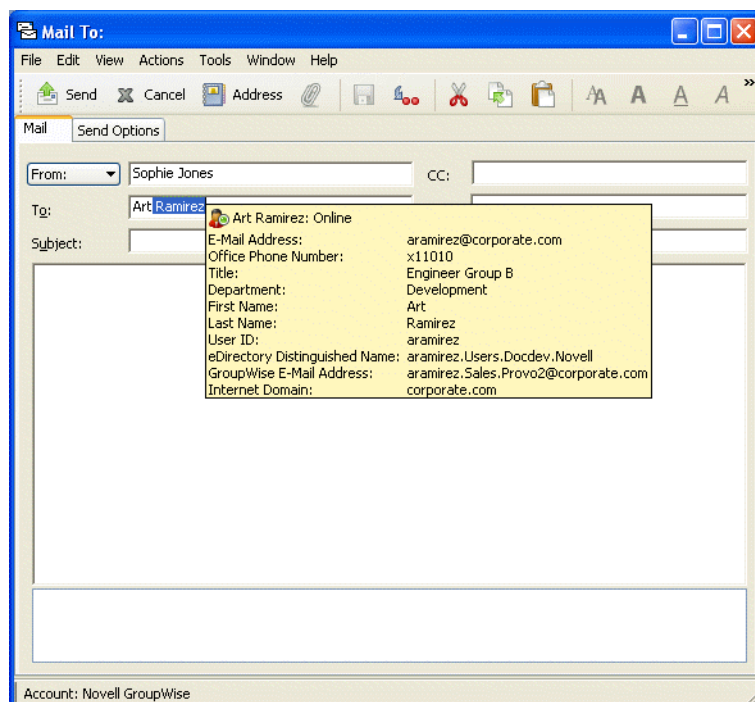 Mail To:
File Edit View Actions Tools Window Help
Send Cancel Address A A A A »
Mail Send Options
From: Sophie Jones CC:
To: Art Ramirez
Subject:
Art Ramirez: Online
E-Mail Address: aramirez@corporate.com
Office Phone Number: x11010
Title: Engineer Group B
Department: Development
First Name: Art
Last Name: Ramirez
User ID: aramirez
eDirectory Distinguished Name: aramirez.Users.Docdev.Novell
GroupWise E-Mail Address: aramirez.Sales.Provo2@corporate.com
Internet Domain: corporate.com
Account: Novell GroupWise